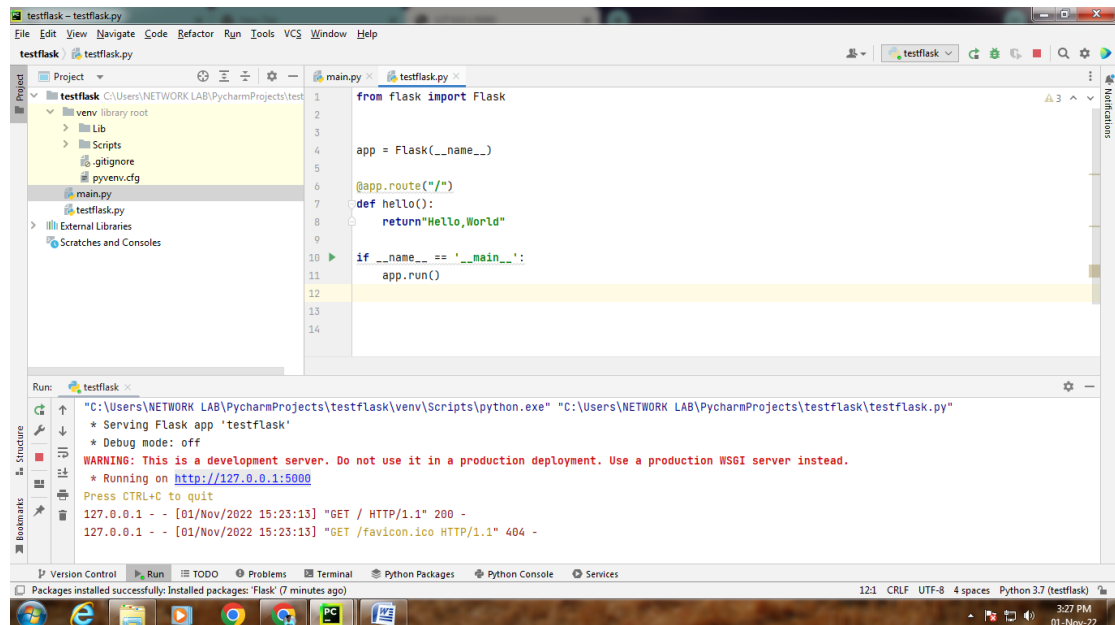 testflask – testflask.py
File Edit View Navigate Code Refactor Run Tools VCS Window Help
testflask testflask.py testflask
Project main.py testflask.py
testflask C:\Users\NETWORK LAB\PycharmProjects\test
venv library root
Lib
Scripts
.gitignore
pyvenv.cfg
main.py
testflask.py
External Libraries
Scratches and Consoles
Project
1 from flask import Flask
2
3
4 app = Flask(__name__)
5
6 @app.route("/")
7 def hello():
8 return"Hello,World"
9
10 if __name__ == '__main__':
11 app.run()
12
13
14
3
Notifications
Run: testflask
"C:\Users\NETWORK LAB\PycharmProjects\testflask\venv\Scripts\python.exe" "C:\Users\NETWORK LAB\PycharmProjects\testflask\testflask.py"
* Serving Flask app 'testflask'
* Debug mode: off
WARNING: This is a development server. Do not use it in a production deployment. Use a production WSGI server instead.
* Running on http://127.0.0.1:5000
Press CTRL+C to quit
127.0.0.1 - - [01/Nov/2022 15:23:13] "GET / HTTP/1.1" 200 -
127.0.0.1 - - [01/Nov/2022 15:23:13] "GET /favicon.ico HTTP/1.1" 404 -
Structure
Bookmarks
Version Control Run TODO Problems Terminal Python Packages Python Console Services
Packages installed successfully: Installed packages: 'Flask' (7 minutes ago) 12:1 CRLF UTF-8 4 spaces Python 3.7 (testflask)
3:27 PM
01-Nov-22